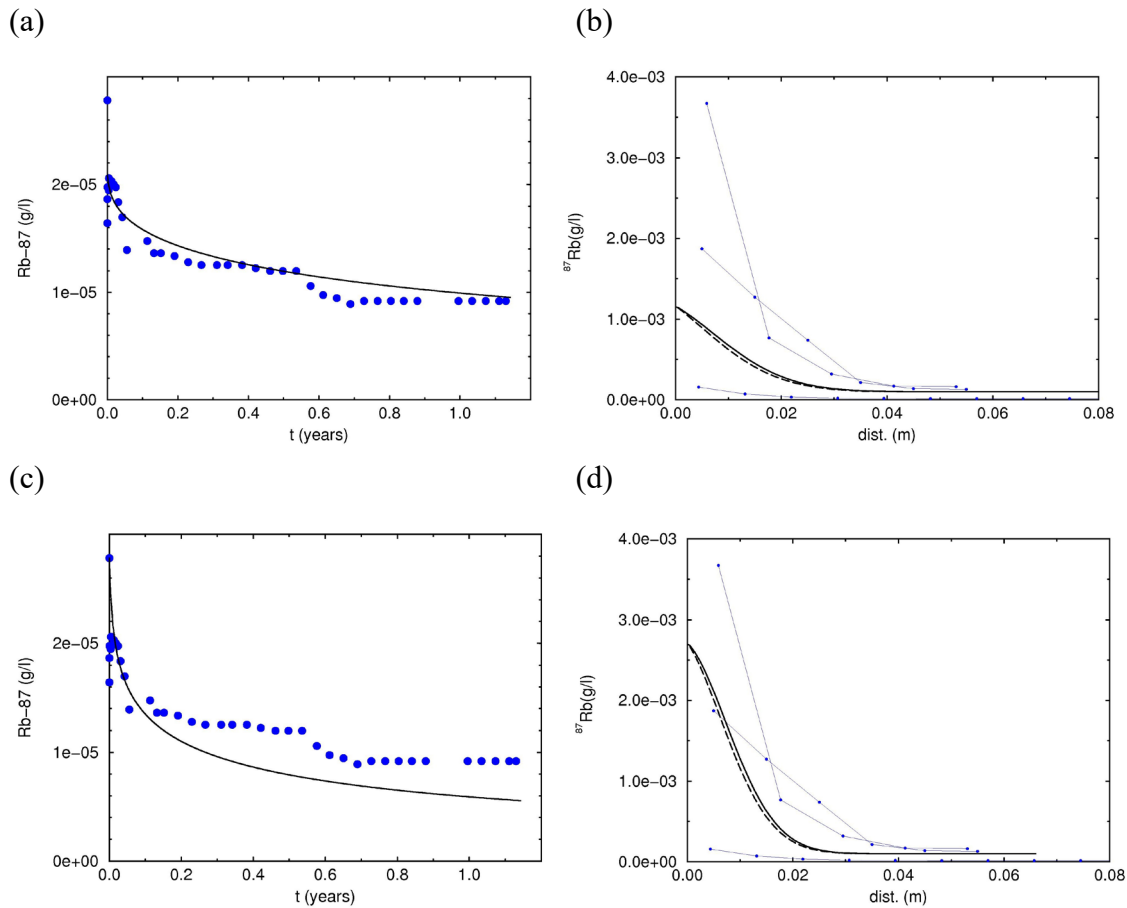 (a)
(b)
Rb−87 (g/l)
2e−05
1e−05
0e+00
0.0 0.2 0.4 0.6 0.8 1.0
t (years)
⁸⁷Rb(g/l)
4.0e−03
3.0e−03
2.0e−03
1.0e−03
0.0e+00
0.00 0.02 0.04 0.06 0.08
dist. (m)
(c)
(d)
Rb−87 (g/l)
2e−05
1e−05
0e+00
0.0 0.2 0.4 0.6 0.8 1.0
t (years)
⁸⁷Rb(g/l)
4.0e−03
3.0e−03
2.0e−03
1.0e−03
0.0e+00
0.00 0.02 0.04 0.06 0.08
dist. (m)